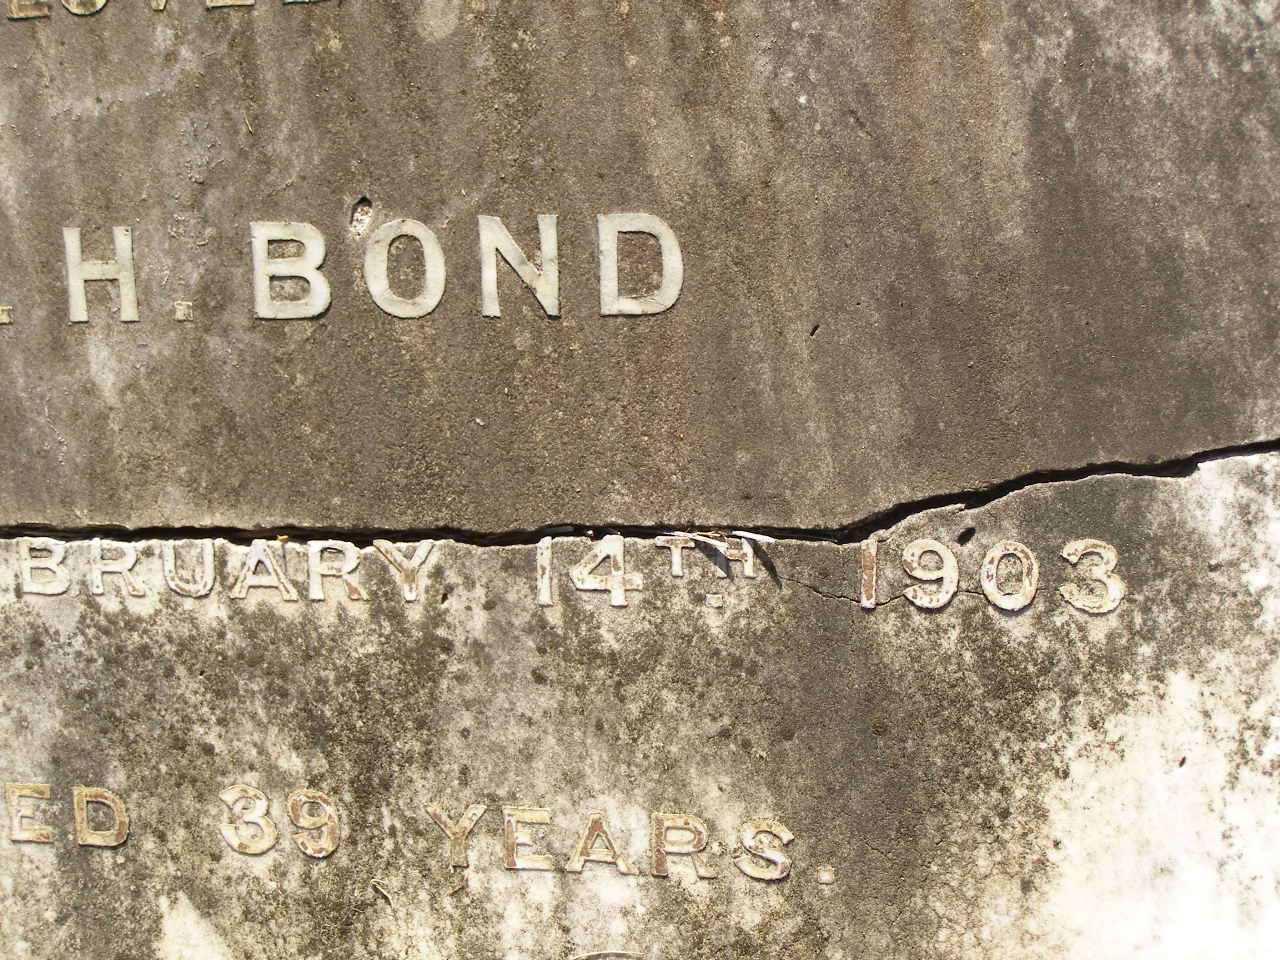 . H. BOND
BRUARY 14TH. 1903
ED 39 YEARS.